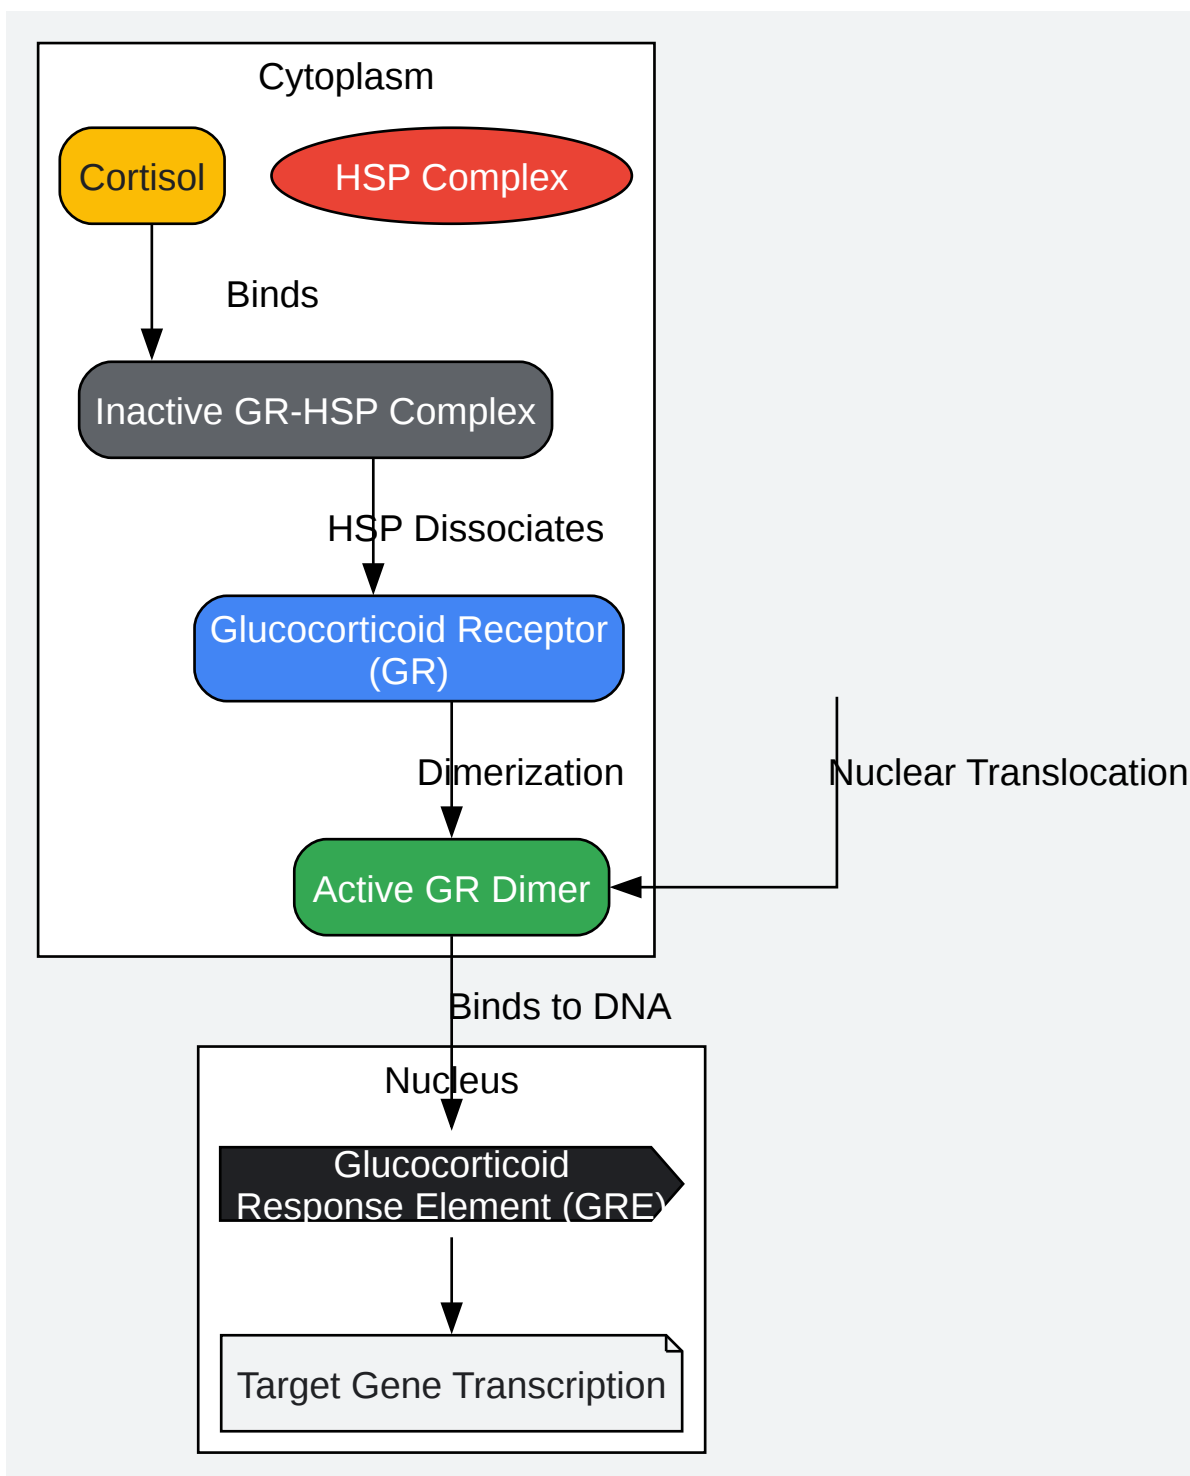 Cytoplasm
Cortisol
HSP Complex
Binds
Inactive GR-HSP Complex
HSP Dissociates
Glucocorticoid Receptor
(GR)
Dimerization
Nuclear Translocation
Active GR Dimer
Binds to DNA
Nucleus
Glucocorticoid
Response Element (GRE)
Target Gene Transcription